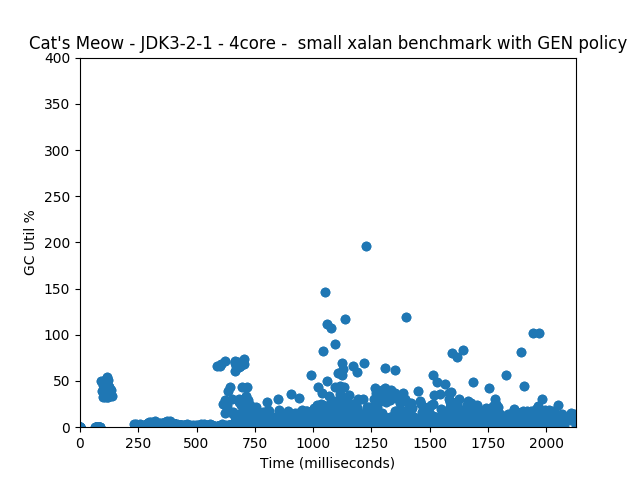 Cat's Meow - JDK3-2-1 - 4core -  small xalan benchmark with GEN policy
400
350
300
250
200
150
100
50
0
GC Util %
0 250 500 750 1000 1250 1500 1750 2000
Time (milliseconds)